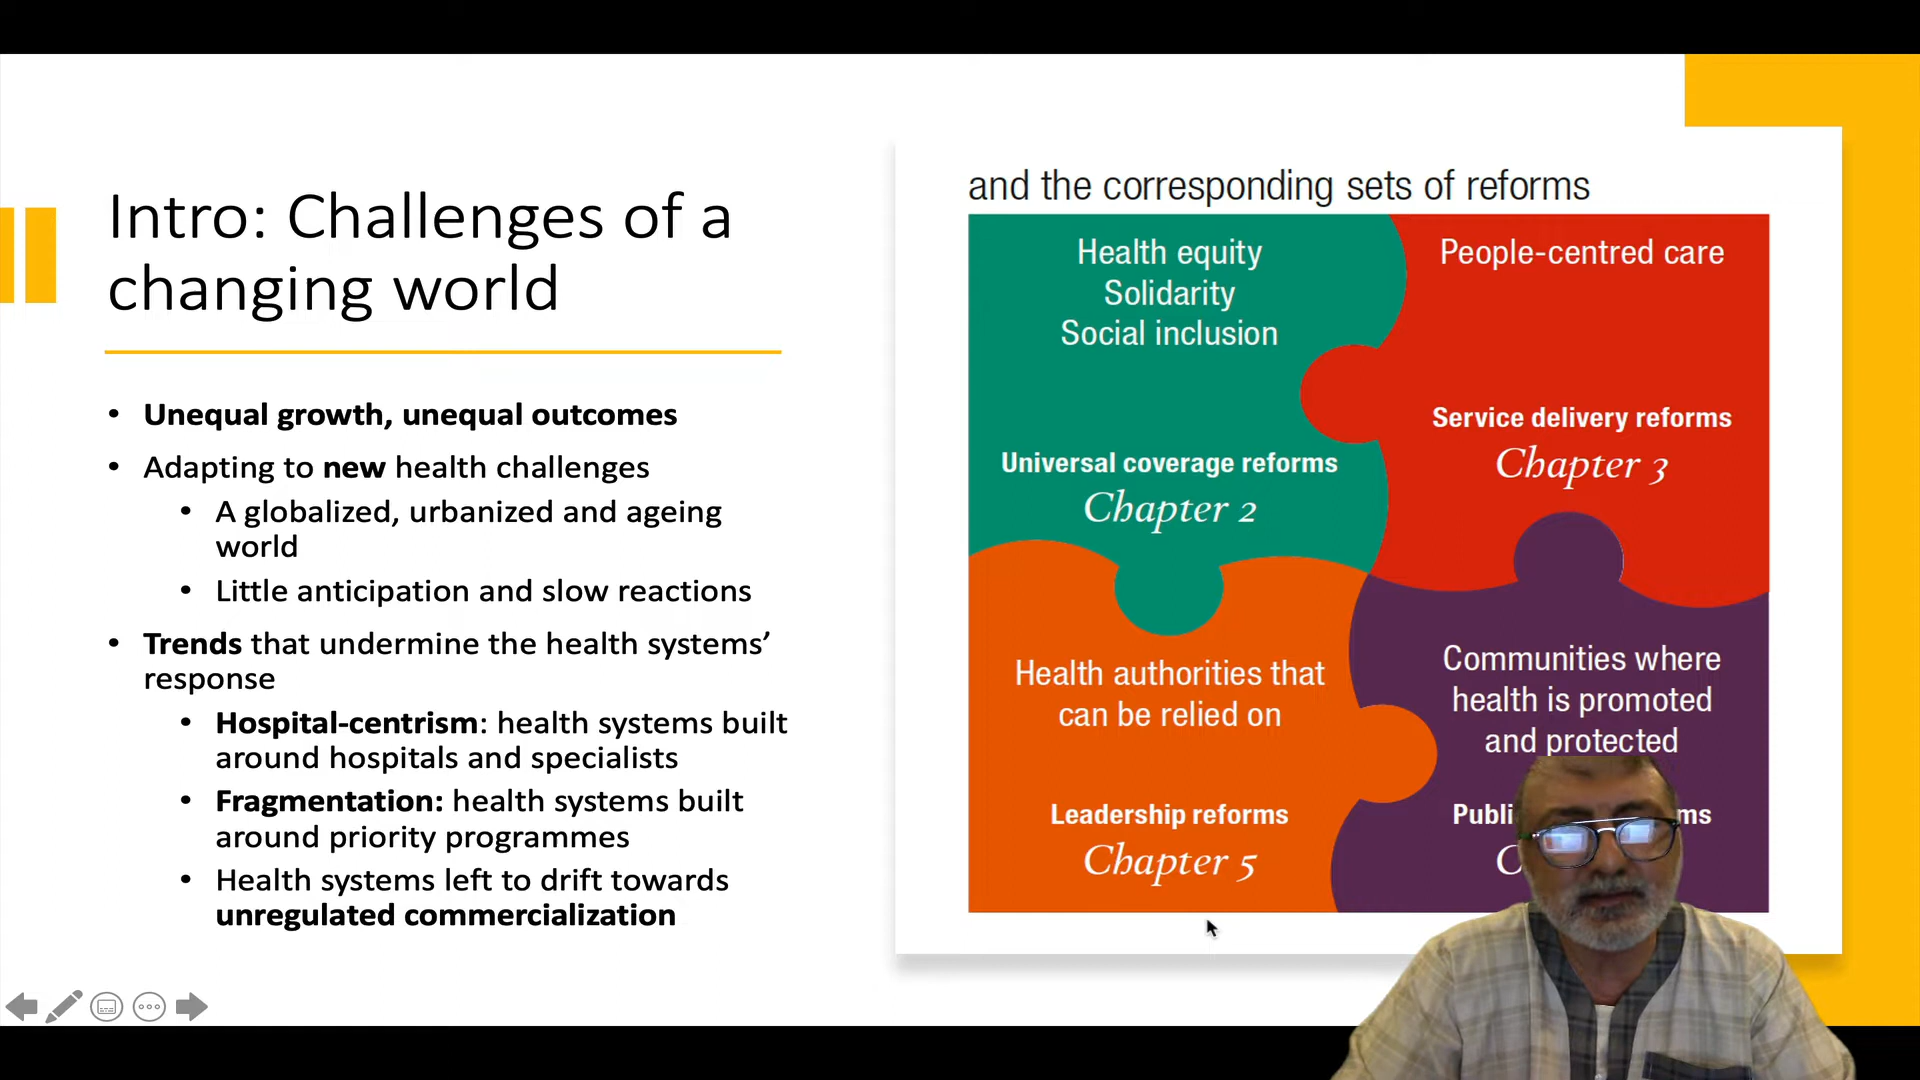 Intro: Challenges of a
changing world
• Unequal growth, unequal outcomes
• Adapting to new health challenges
• A globalized, urbanized and ageing
world
• Little anticipation and slow reactions
• Trends that undermine the health systems’
response
• Hospital-centrism: health systems built
around hospitals and specialists
• Fragmentation: health systems built
around priority programmes
• Health systems left to drift towards
unregulated commercialization
and the corresponding sets of reforms
Health equity
Solidarity
Social inclusion
Universal coverage reforms
Chapter 2
People-centred care
Service delivery reforms
Chapter 3
Health authorities that
can be relied on
Leadership reforms
Chapter 5
Communities where
health is promoted
and protected